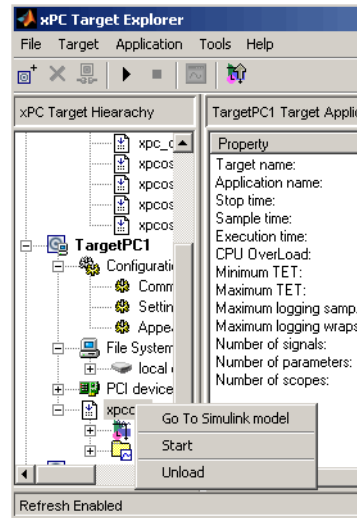 xPC Target Explorer
File Target Application Tools Help
xPC Target Hiearachy
TargetPC1 Target Applic
Property
xpc_c
xpcos
xpcos
xpcos
xpcos
TargetPC1
Configurati
Comm
Settin
Appea
File System
local
PCI device
xpco
Target name:
Application name:
Stop time:
Sample time:
Execution time:
CPU OverLoad:
Minimum TET:
Maximum TET:
Maximum logging samp
Maximum logging wraps
Number of signals:
Number of parameters:
Number of scopes:
Go To Simulink model
Start
Unload
Refresh Enabled